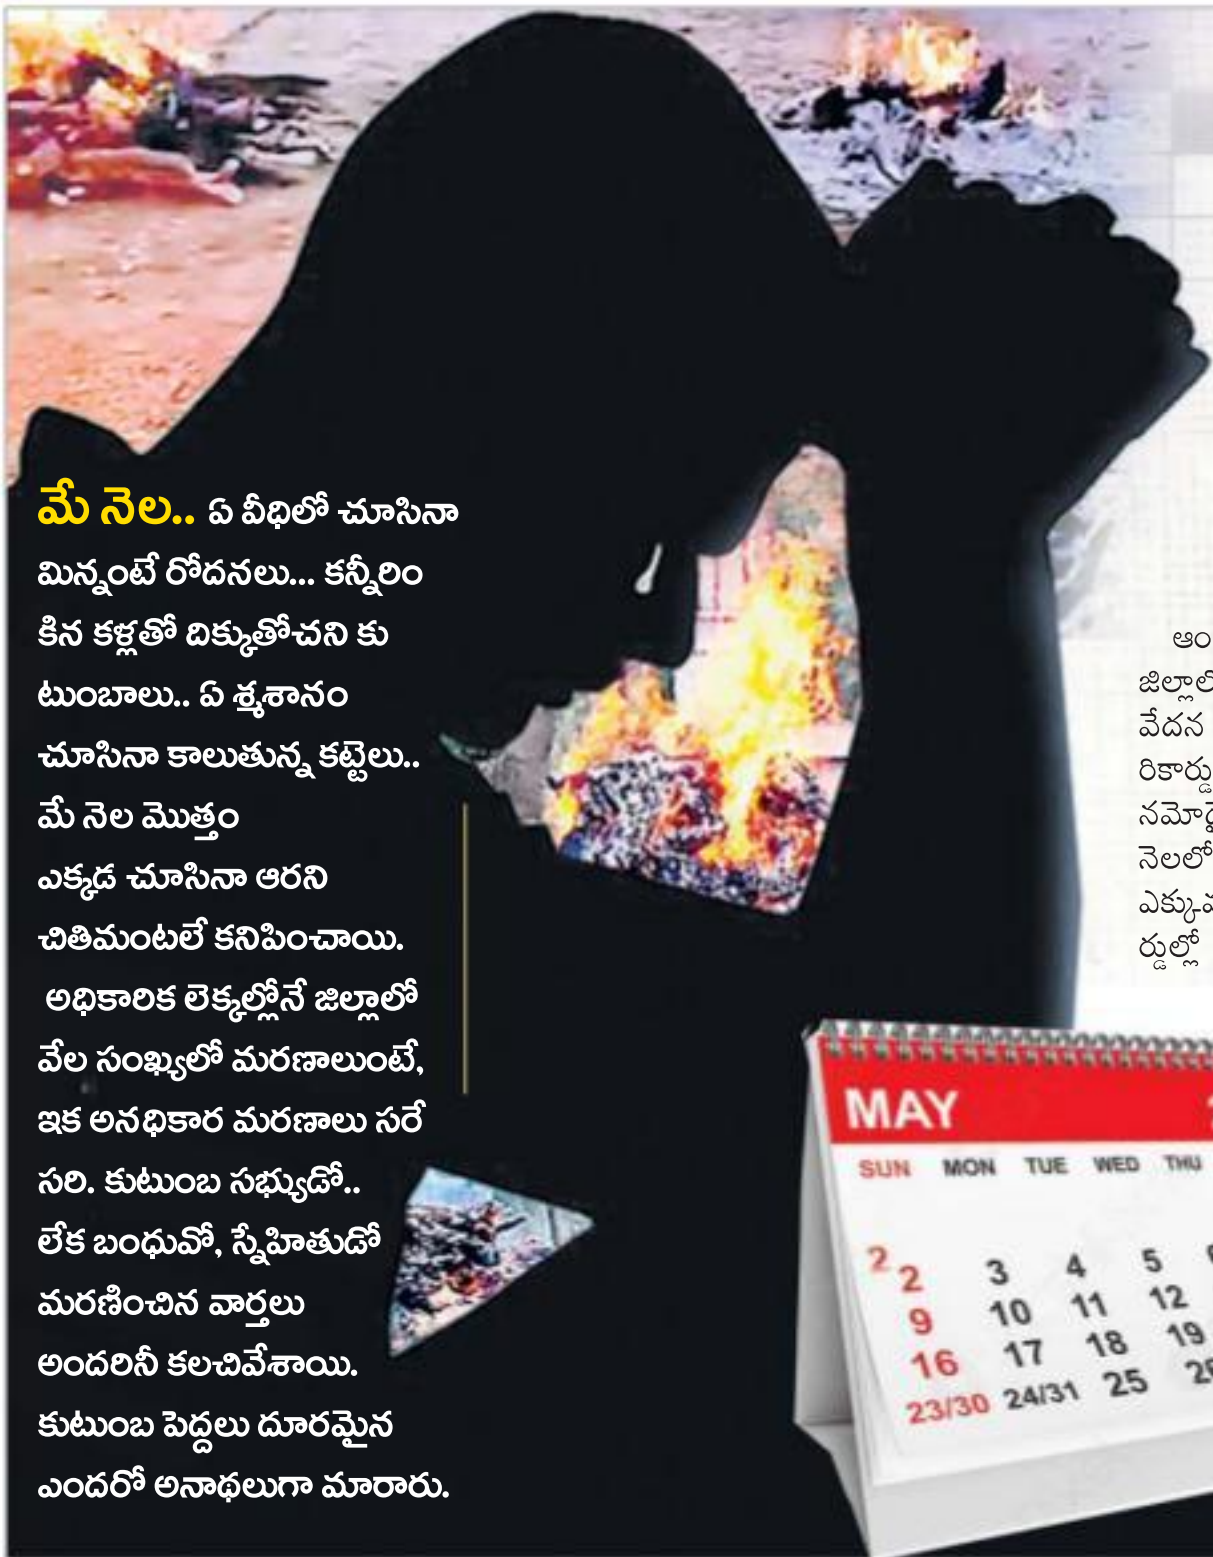 మే నెల.. ఏ వీధిలో చూసినా
మిన్నంటే రోదనలు... కన్నీరిం
కిన కళ్లతో దిక్కుతోచని కు
టుంబాలు.. ఏ శ్మశానం
చూసినా కాలుతున్న కట్టెలు..
మే నెల మొత్తం
ఎక్కడ చూసినా ఆరని
చితిమంటలే కనిపించాయి.
అధికారిక లెక్కల్లోనే జిల్లాలో
వేల సంఖ్యలో మరణాలుంటే,
ఇక అనధికార మరణాలు సరే
సరి. కుటుంబ సభ్యుడో..
లేక బంధువో, స్నేహితుడో
మరణించిన వార్తలు
అందరినీ కలచివేశాయి.
కుటుంబ పెద్దలు దూరమైన
ఎందరో అనాథలుగా మారారు.
ఆం
వేదన
నెలలో
ర్డుల్లో
MAY
SUN MON TUE WED THU
2
2 3 4 5
9 10 11 12
16 17 18 19
23/30 24/31 25